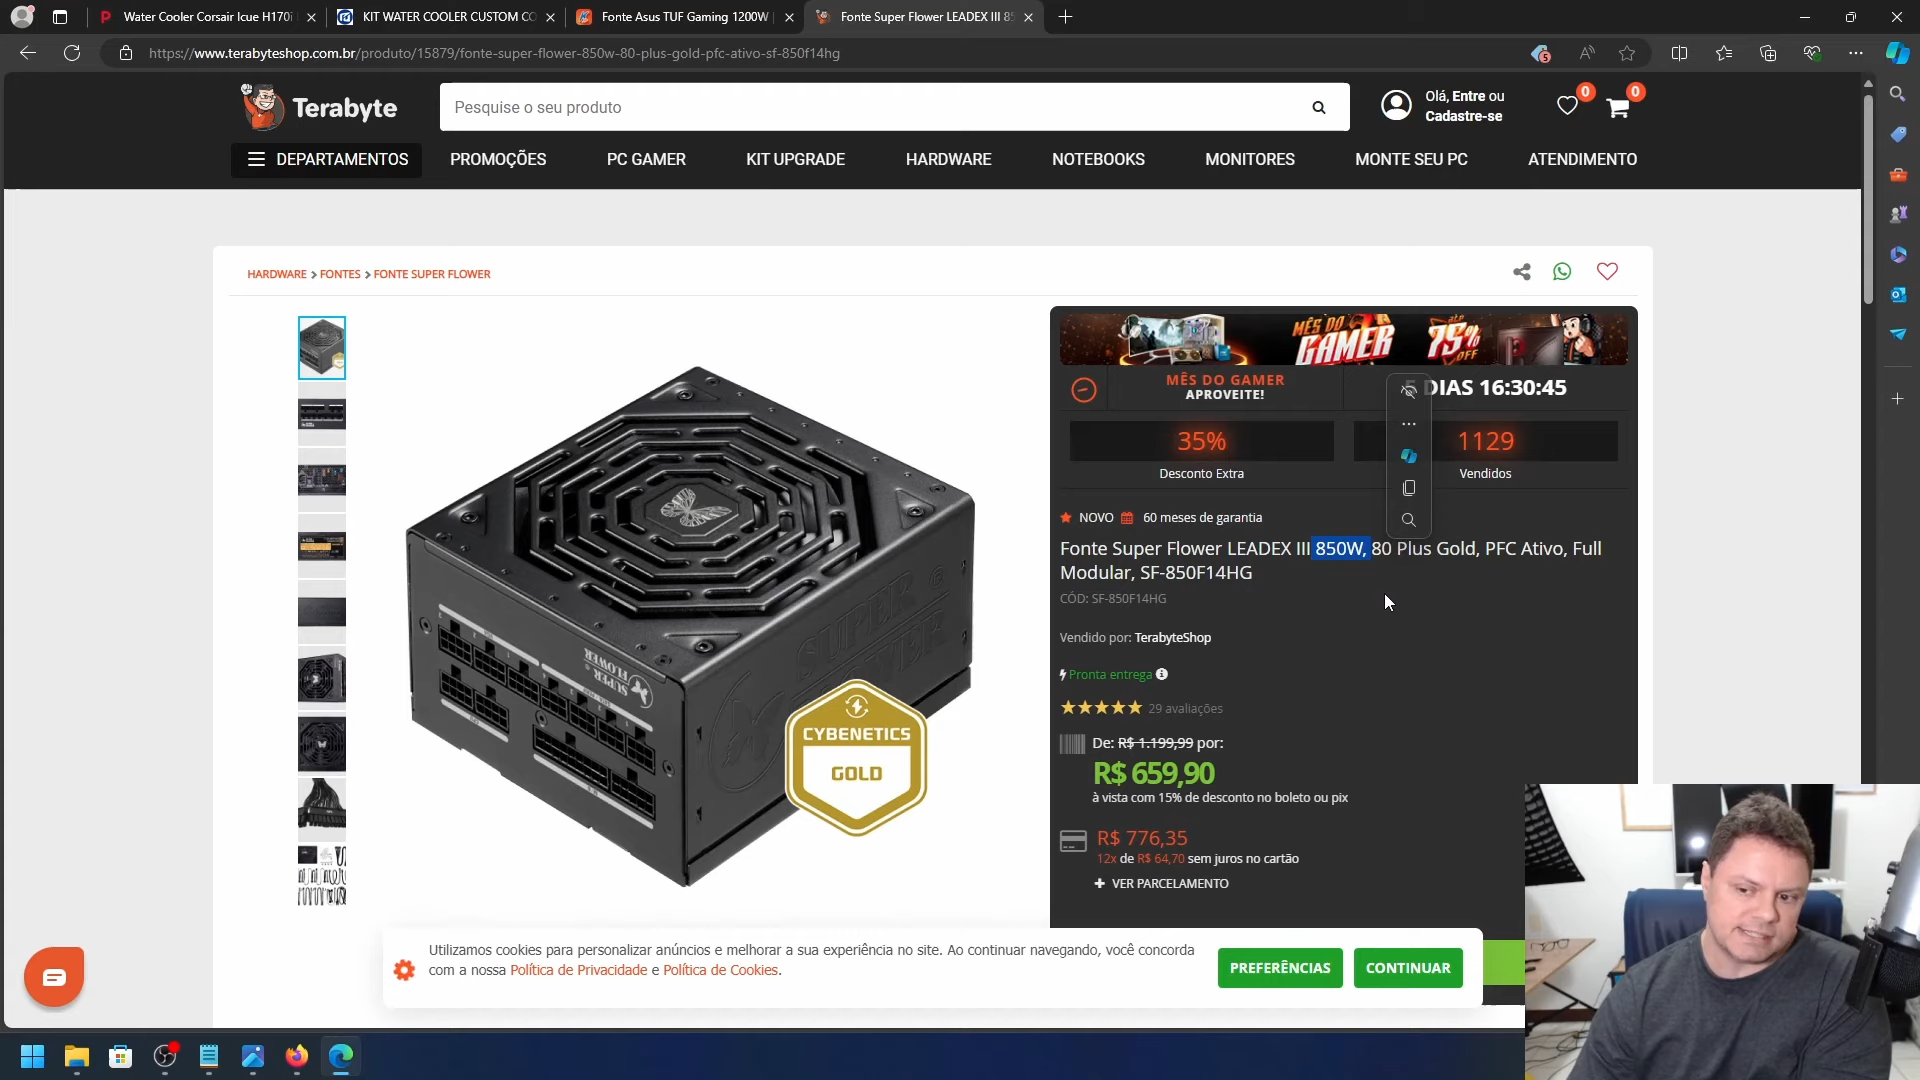 Water Cooler Corsair Icue H170i
KIT WATER COOLER CUSTOM CO
Fonte Asus TUF Gaming 1200W
Fonte Super Flower LEADEX III 85
https://www.terabyteshop.com.br/produto/15879/fonte-super-flower-850w-80-plus-gold-pfc-ativo-sf-850f14hg
5
Terabyte
Pesquise o seu produto
Olá, Entre ou
Cadastre-se
0
0
DEPARTAMENTOS
PROMOÇÕES
PC GAMER
KIT UPGRADE
HARDWARE
NOTEBOOKS
MONITORES
MONTE SEU PC
ATENDIMENTO
HARDWARE > FONTES > FONTE SUPER FLOWER
MÊS DO
GAMER
75%
OFF
MÊS DO GAMER
APROVEITE!
DIAS 16:30:45
35%
Desconto Extra
1129
Vendidos
NOVO 60 meses de garantia
Fonte Super Flower LEADEX III 850W, 80 Plus Gold, PFC Ativo, Full
Modular, SF-850F14HG
CÓD: SF-850F14HG
Vendido por: TerabyteShop
Pronta entrega
29 avaliações
De: R$ 1.199,99 por:
R$ 659,90
à vista com 15% de desconto no boleto ou pix
R$ 776,35
12x de R$ 64,70 sem juros no cartão
+ VER PARCELAMENTO
SUPER
FLOWER
SUPER
FLOWER
CYBENETICS
GOLD
Utilizamos cookies para personalizar anúncios e melhorar a sua experiência no site. Ao continuar navegando, você concorda
com a nossa Política de Privacidade e Política de Cookies.
PREFERÊNCIAS
CONTINUAR